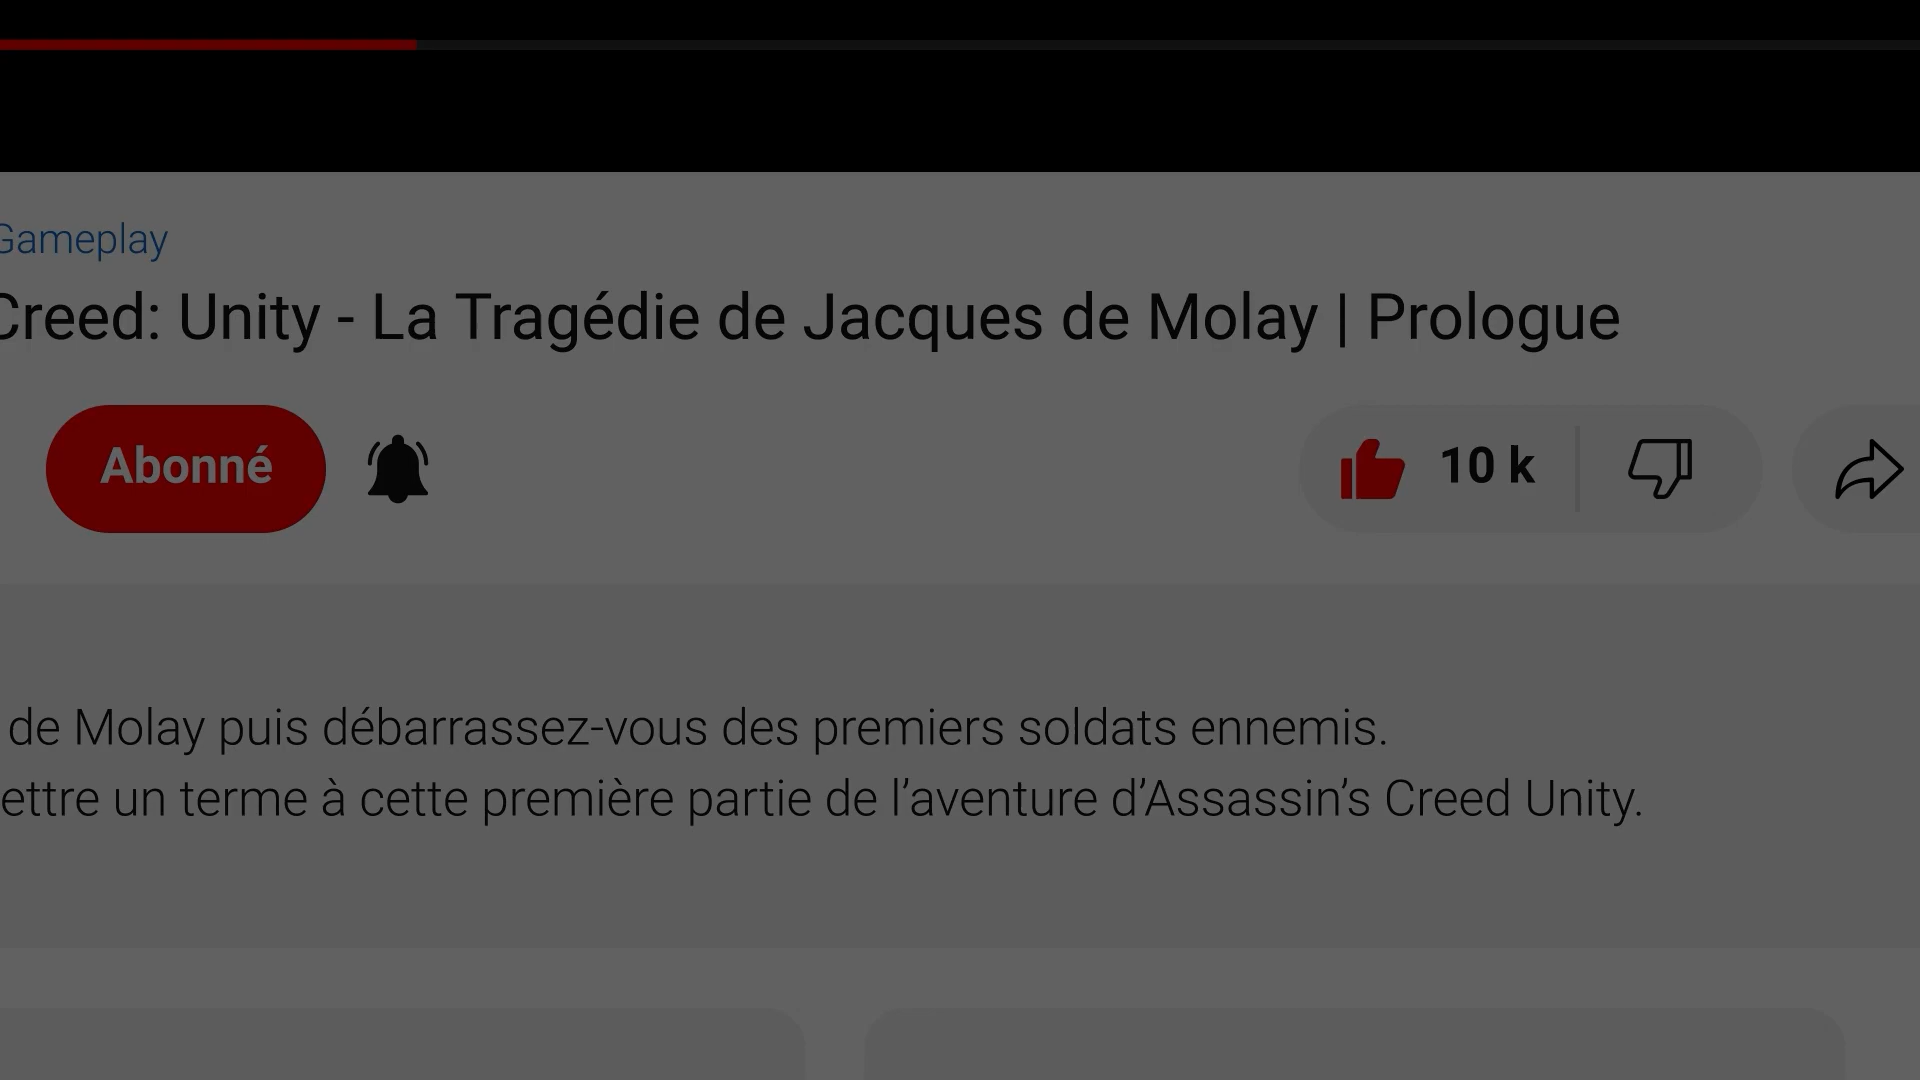 Gameplay
Creed: Unity - La Tragédie de Jacques de Molay | Prologue
Abonné
10 k
de Molay puis débarrassez-vous des premiers soldats ennemis.
ettre un terme à cette première partie de l’aventure d’Assassin’s Creed Unity.